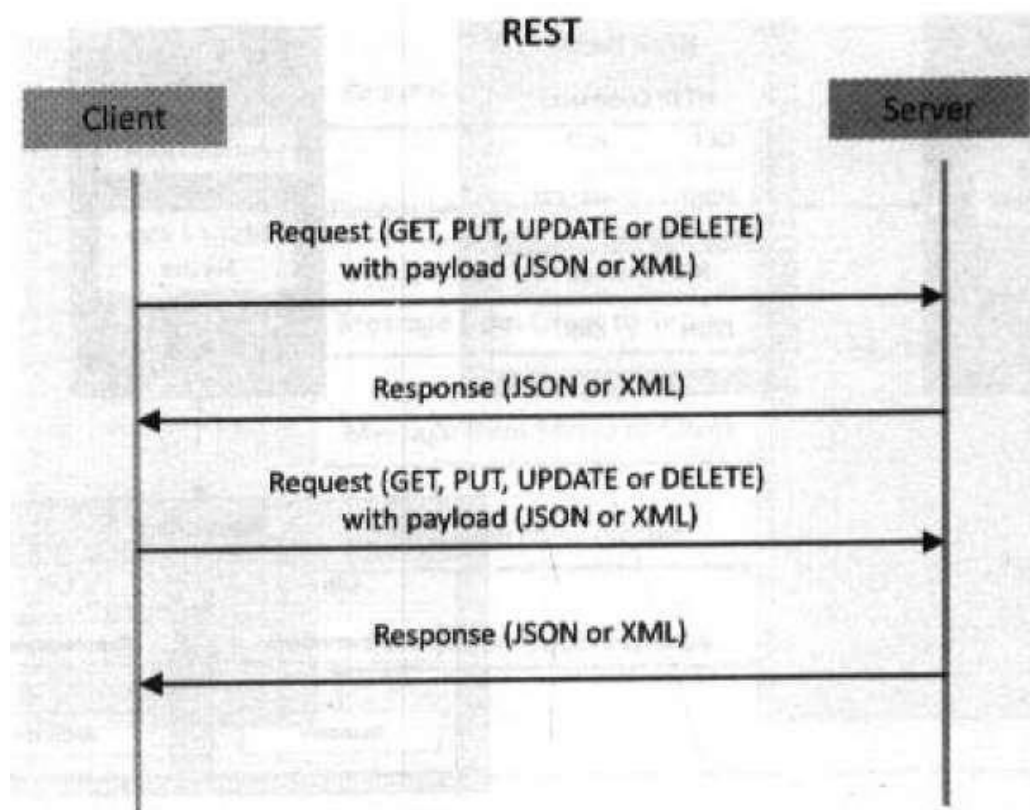 REST
Client
Server
Request (GET, PUT, UPDATE or DELETE)
with payload (JSON or XML)
Response (JSON or XML)
Request (GET, PUT, UPDATE or DELETE)
with payload (JSON or XML)
Response (JSON or XML)